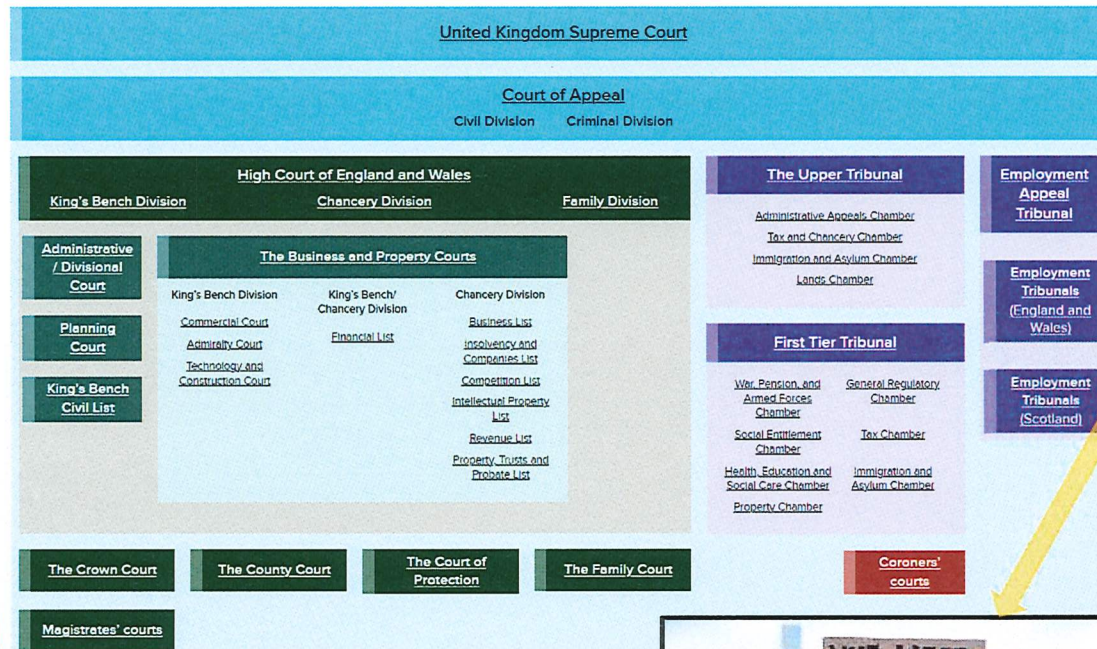 United Kingdom Supreme Court
Court of Appeal
Civil Division Criminal Division
High Court of England and Wales
King's Bench Division Chancery Division Family Division
Administrative
/ Divisional
Court
Planning
Court
King's Bench
Civil List
The Business and Property Courts
King's Bench Division
Commercial Court
Admiralty Court
Technology and
Construction Court
King's Bench/
Chancery Division
Financial List
Chancery Division
Business List
Insolvency and
Companies List
Competition List
Intellectual Property
List
Revenue List
Property, Trusts and
Probate List
The Upper Tribunal
Administrative Appeals Chamber
Tax and Chancery Chamber
Immigration and Asylum Chamber
Lands Chamber
First Tier Tribunal
War, Pension, and
Armed Forces
Chamber
Social Entitlement
Chamber
Health, Education and
Social Care Chamber
Property Chamber
General Regulatory
Chamber
Tax Chamber
Immigration and
Asylum Chamber
Employment
Appeal
Tribunal
Employment
Tribunals
(England and
Wales)
Employment
Tribunals
(Scotland)
The Crown Court
The County Court
The Court of
Protection
The Family Court
Coroners'
courts
Magistrates' courts